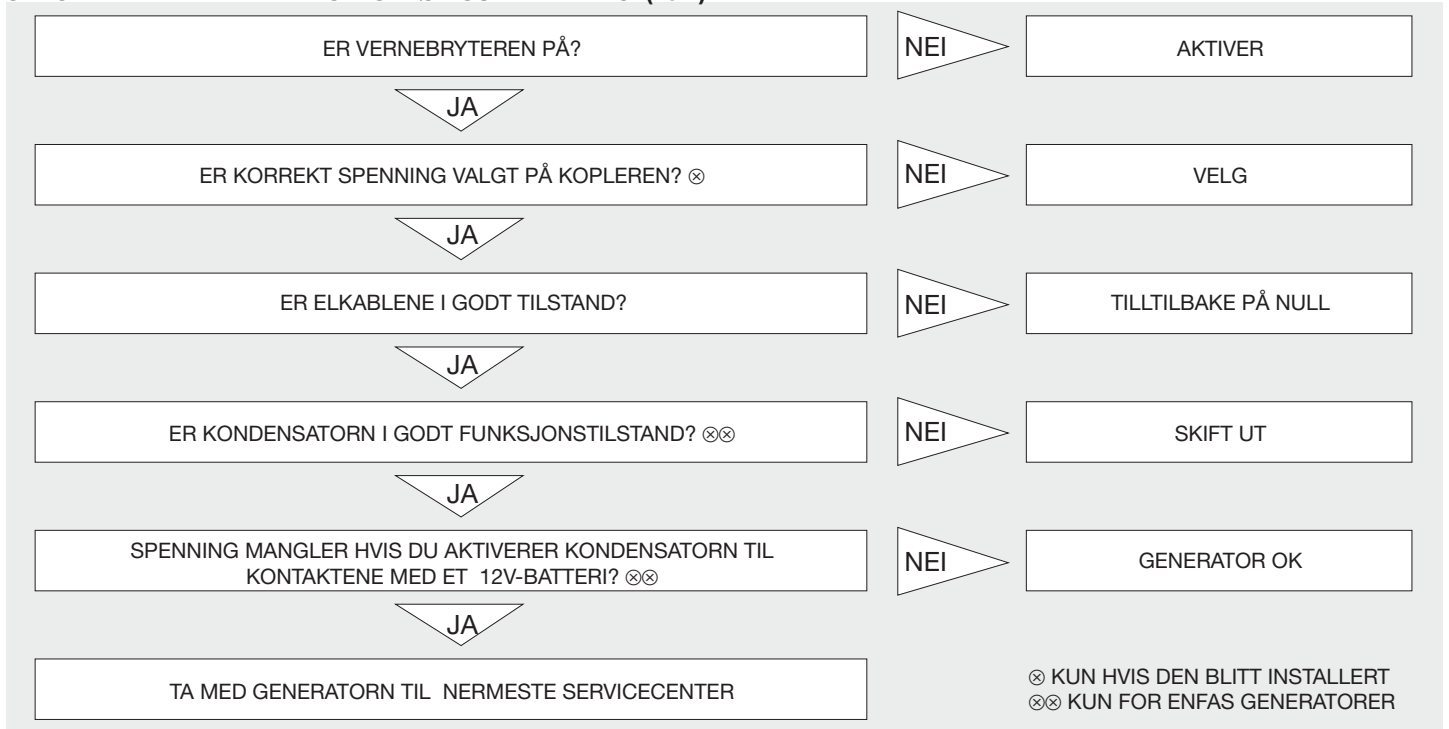 ER VERNEBRYTEREN PÅ?
NEI
AKTIVER
JA
ER KORREKT SPENNING VALGT PÅ KOPLEREN? ⊗
NEI
VELG
JA
ER ELKABLENE I GODT TILSTAND?
NEI
TILLTILBAKE PÅ NULL
JA
ER KONDENSATORN I GODT FUNKSJONSTILSTAND? ⊗⊗
NEI
SKIFT UT
JA
SPENNING MANGLER HVIS DU AKTIVERER KONDENSATORN TIL
KONTAKTENE MED ET 12V-BATTERI? ⊗⊗
NEI
GENERATOR OK
JA
TA MED GENERATORN TIL NERMESTE SERVICECENTER
⊗ KUN HVIS DEN BLITT INSTALLERT
⊗⊗ KUN FOR ENFAS GENERATORER